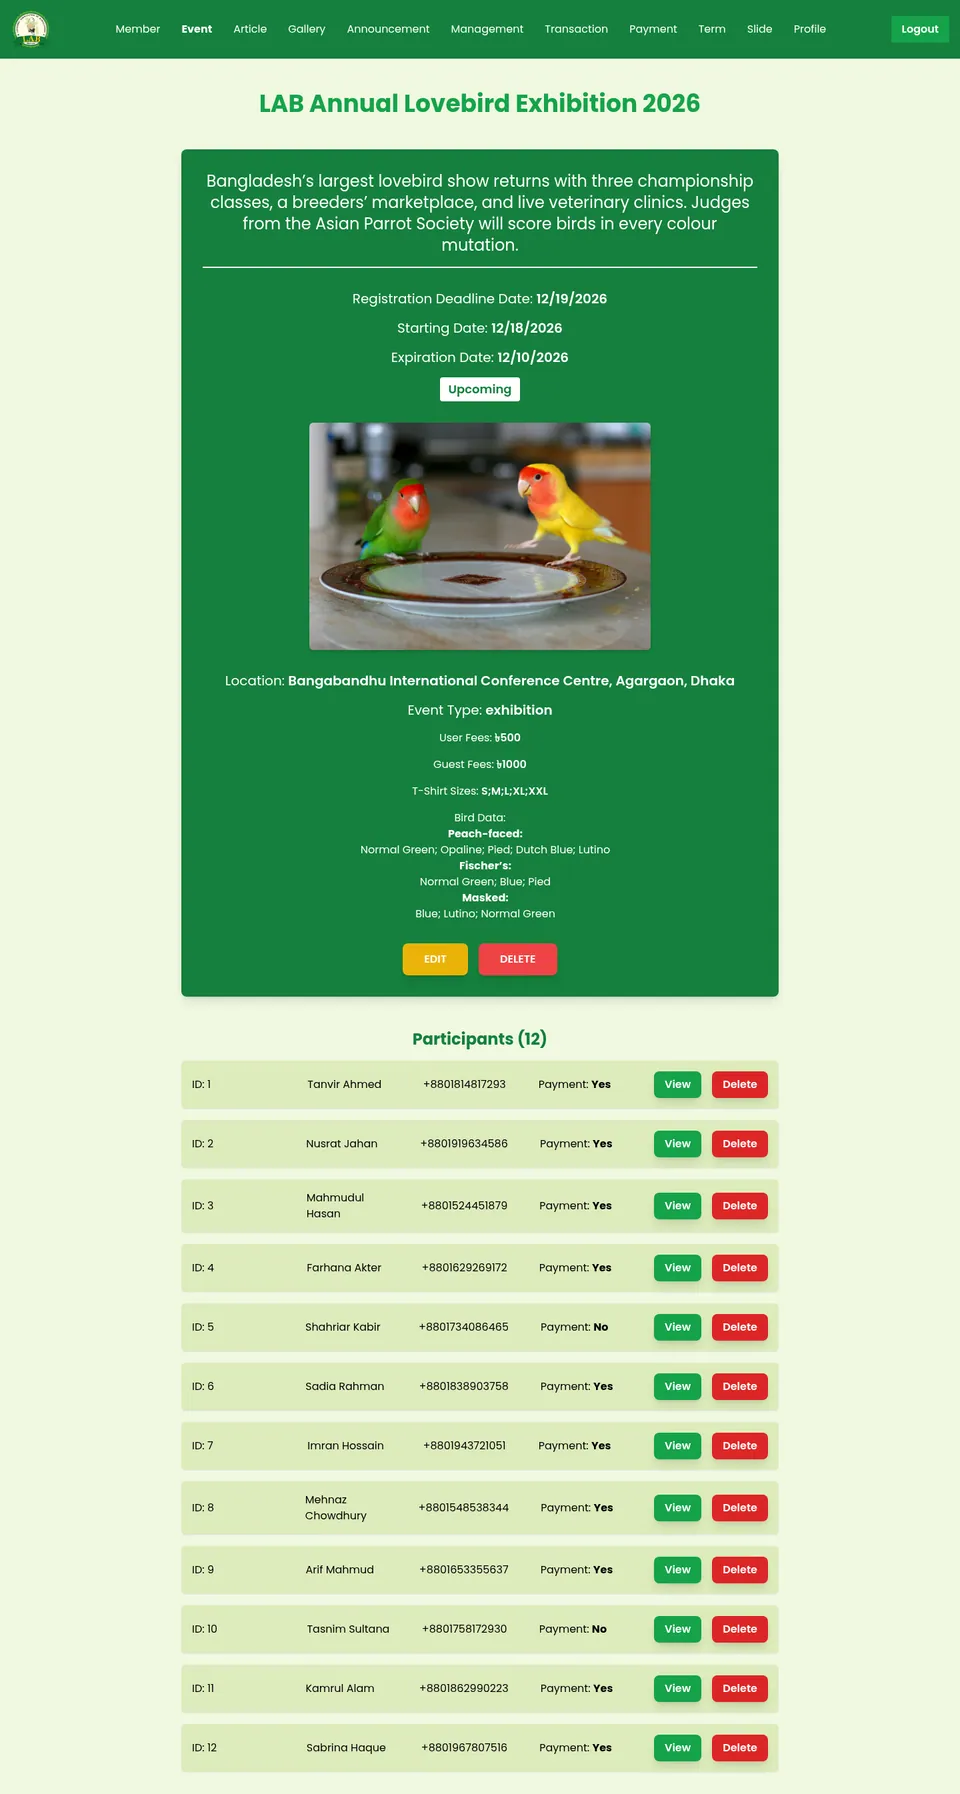 Member Event Article Gallery Announcement Management Transaction Payment Term Slide Profile Logout
LAB Annual Lovebird Exhibition 2026
Bangladesh’s largest lovebird show returns with three championship
classes, a breeders’ marketplace, and live veterinary clinics. Judges
from the Asian Parrot Society will score birds in every colour
mutation.
Registration Deadline Date: 12/19/2026
Starting Date: 12/18/2026
Expiration Date: 12/10/2026
Upcoming
Location: Bangabandhu International Conference Centre, Agargaon, Dhaka
Event Type: exhibition
User Fees: ৳500
Guest Fees: ৳1000
T-Shirt Sizes: S;M;L;XL;XXL
Bird Data:
Peach-faced:
Normal Green; Opaline; Pied; Dutch Blue; Lutino
Fischer’s:
Normal Green; Blue; Pied
Masked:
Blue; Lutino; Normal Green
EDIT DELETE
Participants (12)
ID: 1 Tanvir Ahmed +8801814817293 Payment: Yes View Delete
ID: 2 Nusrat Jahan +8801919634586 Payment: Yes View Delete
ID: 3 Mahmudul Hasan +8801524451879 Payment: Yes View Delete
ID: 4 Farhana Akter +8801629269172 Payment: Yes View Delete
ID: 5 Shahriar Kabir +8801734086465 Payment: No View Delete
ID: 6 Sadia Rahman +8801838903758 Payment: Yes View Delete
ID: 7 Imran Hossain +8801943721051 Payment: Yes View Delete
ID: 8 Mehnaz Chowdhury +8801548538344 Payment: Yes View Delete
ID: 9 Arif Mahmud +8801653355637 Payment: Yes View Delete
ID: 10 Tasnim Sultana +8801758172930 Payment: No View Delete
ID: 11 Kamrul Alam +8801862990223 Payment: Yes View Delete
ID: 12 Sabrina Haque +8801967807516 Payment: Yes View Delete